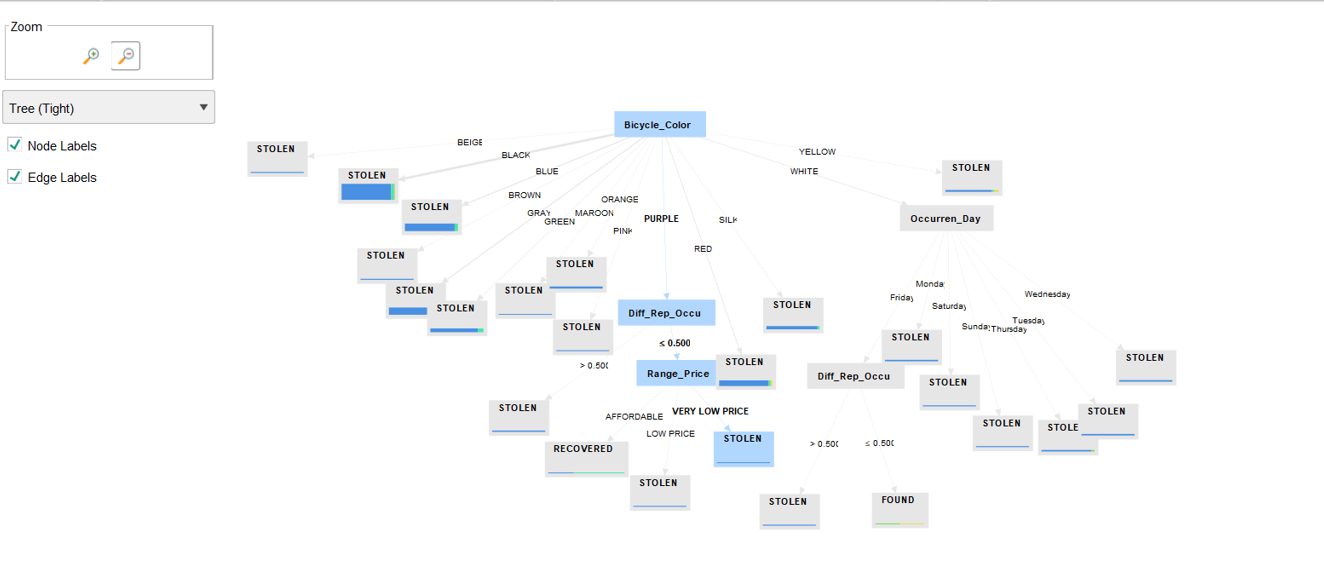 Zoom
Tree (Tight)
Node Labels
Edge Labels
Bicycle_Color
BEIGE
BLACK
BLUE
BROWN
GRAY
GREEN
MAROON
ORANGE
PINK
PURPLE
RED
SILK
WHITE
YELLOW
STOLEN
STOLEN
STOLEN
STOLEN
STOLEN
STOLEN
STOLEN
STOLEN
STOLEN
STOLEN
STOLEN
STOLEN
Occurren_Day
Friday
Monday
Saturday
Sunday
Thursday
Tuesday
Wednesday
Diff_Rep_Occu
≤ 0.500
> 0.500
Range_Price
STOLEN
AFFORDABLE
LOW PRICE
VERY LOW PRICE
RECOVERED
STOLEN
STOLEN
Diff_Rep_Occu
STOLEN
STOLEN
STOLEN
STOLE
STOLEN
STOLEN
> 0.500
≤ 0.500
STOLEN
FOUND